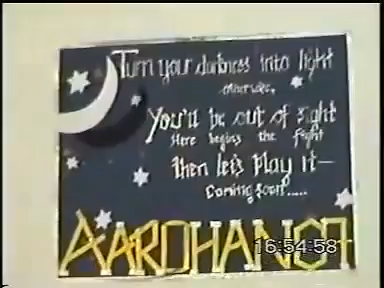 Turn your darkness into light
otherwise,
You'll be out of sight
Here begins the fight
Then let's Play it—
Coming soon.....
AARDHANGI
16:54:58